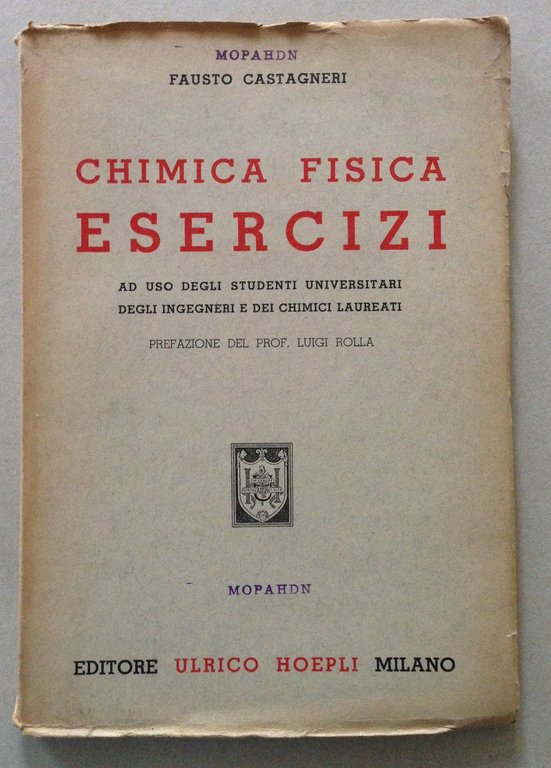 MOPAHDN
FAUSTO CASTAGNERI
CHIMICA FISICA
ESERCIZI
AD USO DEGLI STUDENTI UNIVERSITARI
DEGLI INGEGNERI E DEI CHIMICI LAUREATI
PREFAZIONE DEL PROF. LUIGI ROLLA
MOPAHDN
EDITORE ULRICO HOEPLI MILANO